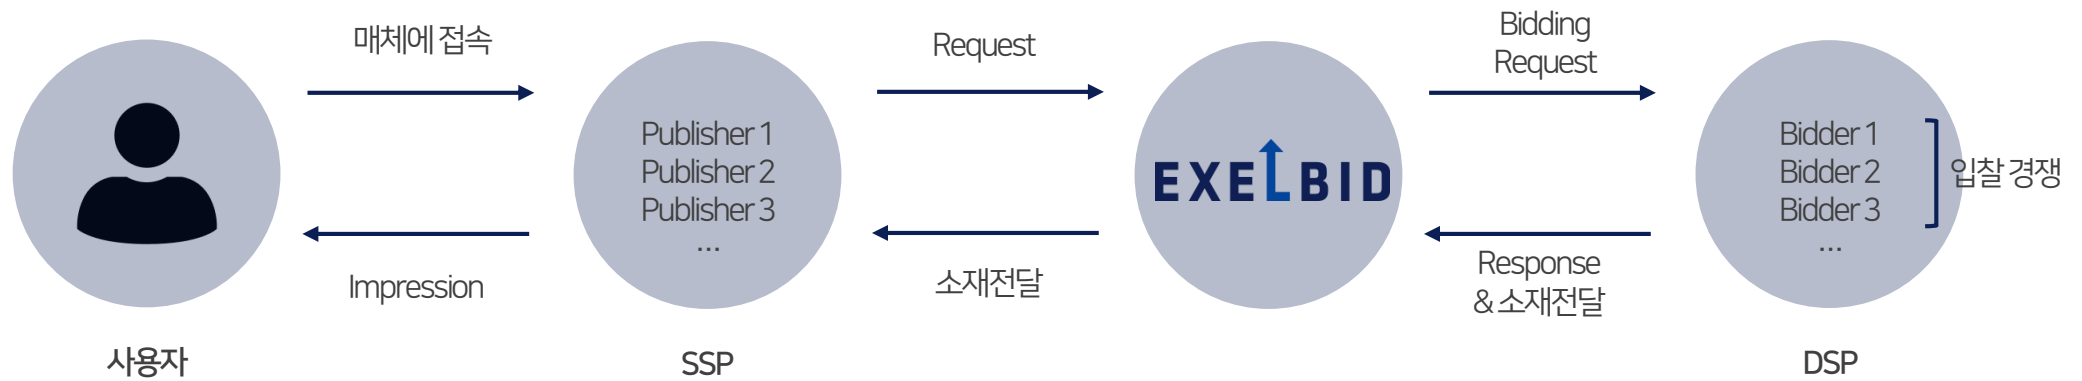 매체에 접속
Request
Bidding
Request
Publisher 1
Publisher 2
Publisher 3
...
EXELBID
Bidder 1
Bidder 2
Bidder 3
...
입찰 경쟁
Impression
소재전달
Response
& 소재전달
사용자
SSP
DSP